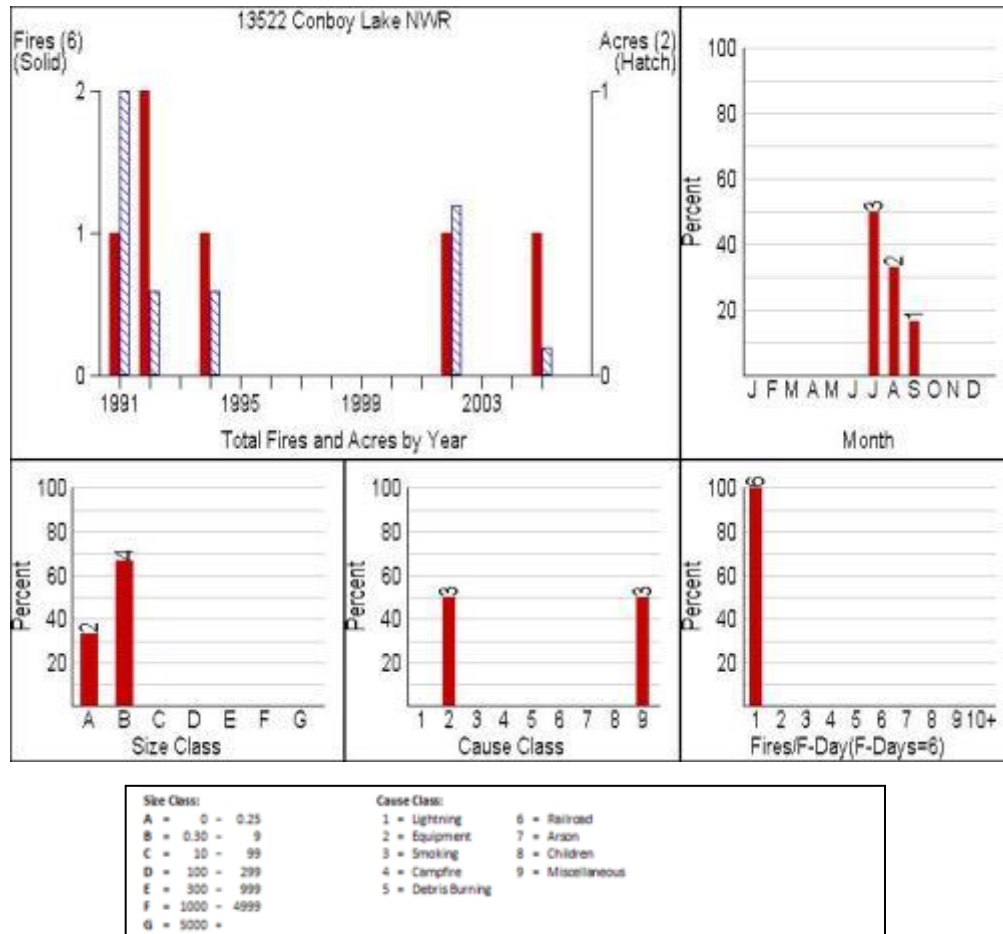 13522 Conboy Lake NWR
Fires (6)
(Solid)
Acres (2)
(Hatch)
2
1
0
1
0
1991 1995 1999 2003
Total Fires and Acres by Year
100
80
60
40
20
Percent
3
2
1
J F M A M J J A S O N D
Month
100
80
60
40
20
Percent
2
4
A B C D E F G
Size Class
100
80
60
40
20
Percent
3
3
1 2 3 4 5 6 7 8 9
Cause Class
100
80
60
40
20
Percent
6
1 2 3 4 5 6 7 8 9 10+
Fires/F-Day(F-Days=6)
Size Class:
A = 0 - 0.25
B = 0.30 - 9
C = 10 - 99
D = 100 - 299
E = 300 - 999
F = 1000 - 4999
G = 5000 +
Cause Class:
1 = Lightning
2 = Equipment
3 = Smoking
4 = Campfire
5 = Debris Burning
6 = Railroad
7 = Arson
8 = Children
9 = Miscellaneous